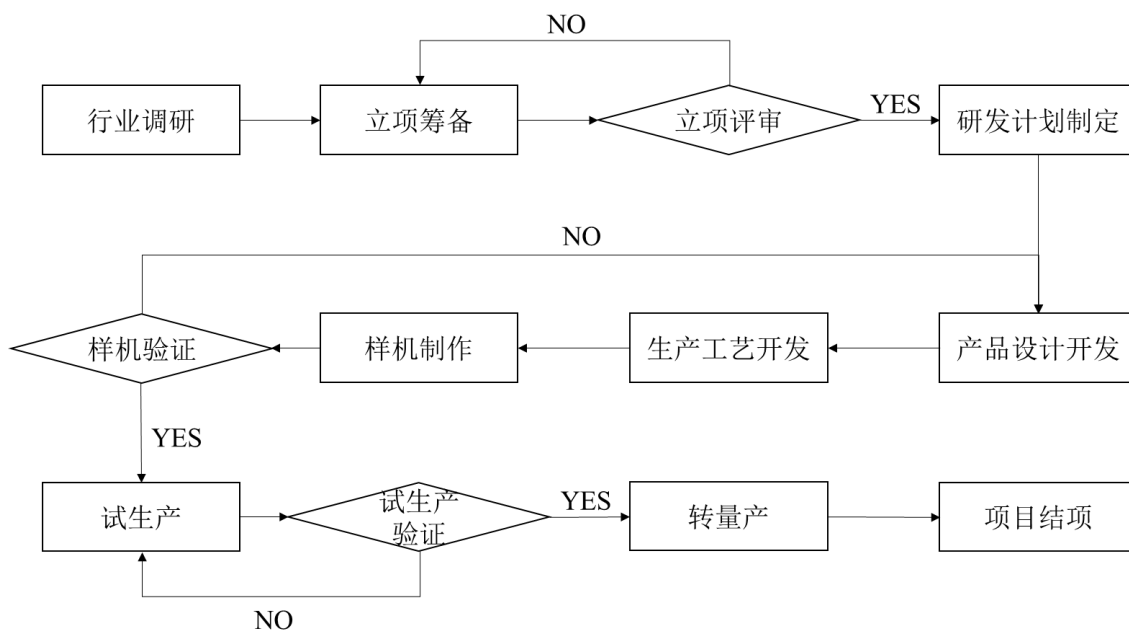 NO
行业调研
立项筹备
立项评审
YES
研发计划制定
NO
样机验证
样机制作
生产工艺开发
产品设计开发
YES
试生产
试生产
验证
YES
转量产
项目结项
NO